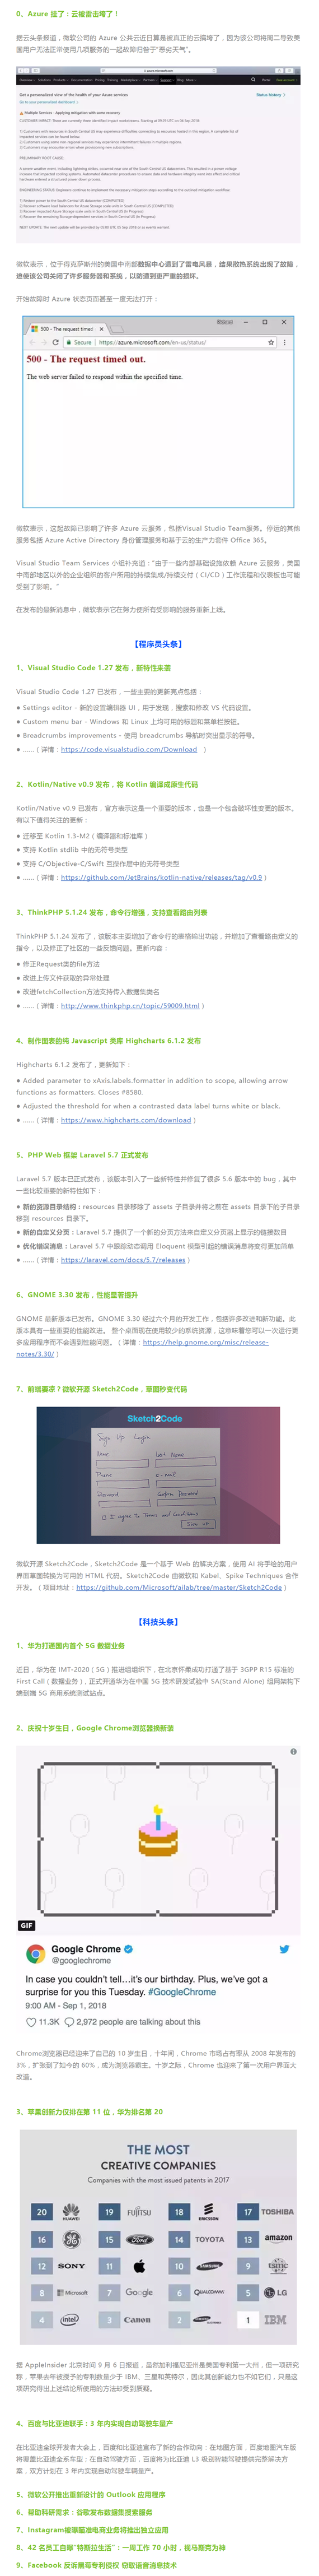 0、Azure 挂了：云被雷击垮了！
据云头条报道，微软公司的 Azure 公共云近日算是被真正的云搞垮了，因为该公司将周二导致美
国用户无法正常使用几项服务的一起故障归咎于“恶劣天气”。
微软表示，位于得克萨斯州的美国中南部数据中心遭到了雷电风暴，结果散热系统出现了故障，
迫使该公司关闭了许多服务器和系统，以防遭到更严重的损坏。
开始故障时 Azure 状态页面甚至一度无法打开：
500 - The request timed
Secure
https://azure.microsoft.com/en-us/status/
500 - The request timed out.
The web server failed to respond within the specified time.
微软表示，这起故障已影响了许多 Azure 云服务，包括Visual Studio Team服务。停运的其他
服务包括 Azure Active Directory 身份管理服务和基于云的生产力套件 Office 365。
Visual Studio Team Services 小组补充道：“由于一些内部基础设施依赖 Azure 云服务，美国
中南部地区以外的企业组织的客户所用的持续集成/持续交付（CI/CD）工作流程和仪表板也可能
受到了影响。”
在发布的最新消息中，微软表示它在努力使所有受影响的服务重新上线。
【程序员头条】
1、Visual Studio Code 1.27 发布，新特性来袭
Visual Studio Code 1.27 已发布，一些主要的更新亮点包括：
● Settings editor - 新的设置编辑器 UI，用于发现，搜索和修改 VS 代码设置。
● Custom menu bar - Windows 和 Linux 上均可用的标题和菜单栏按钮。
● Breadcrumbs improvements - 使用 breadcrumbs 导航时突出显示的符号。
● ......（ 详情：https://code.visualstudio.com/Download ）
2、Kotlin/Native v0.9 发布，将 Kotlin 编译成原生代码
Kotlin/Native v0.9 已发布，官方表示这是一个重要的版本，也是一个包含破坏性变更的版本。
有以下值得关注的更新：
● 迁移至 Kotlin 1.3-M2（编译器和标准库）
● 支持 Kotlin stdlib 中的无符号类型
● 支持 C/Objective-C/Swift 互操作层中的无符号类型
● ......（ 详情：https://github.com/JetBrains/kotlin-native/releases/tag/v0.9 ）
3、ThinkPHP 5.1.24 发布，命令行增强，支持查看路由列表
ThinkPHP 5.1.24 发布了，该版本主要增加了命令行的表格输出功能，并增加了查看路由定义的
指令，以及修正了社区的一些反馈问题。更新内容：
● 修正Request类的file方法
● 改进上传文件获取的异常处理
● 改进fetchCollection方法支持传入数据集类名
● ......（ 详情：http://www.thinkphp.cn/topic/59009.html ）
4、制作图表的纯 Javascript 类库 Highcharts 6.1.2 发布
Highcharts 6.1.2 发布了，更新如下：
● Added parameter to xAxis.labels.formatter in addition to scope, allowing arrow
functions as formatters. Closes #8580.
● Adjusted the threshold for when a contrasted data label turns white or black.
● ......（ 详情：https://www.highcharts.com/download ）
5、PHP Web 框架 Laravel 5.7 正式发布
Laravel 5.7 版本已正式发布，该版本引入了一些新特性并修复了很多 5.6 版本中的 bug，其中
一些比较重要的新特性如下：
● 新的资源目录结构：resources 目录移除了 assets 子目录并将之前在 assets 目录下的子目录
移到 resources 目录下。
● 新的自定义分页：Laravel 5.7 提供了一个新的分页方法来自定义分页器上显示的链接数目
● 优化错误消息：Laravel 5.7 中跟踪动态调用 Eloquent 模型引起的错误消息将变得更加简单
● ......（ 详情：https://laravel.com/docs/5.7/releases ）
6、GNOME 3.30 发布，性能显著提升
GNOME 最新版本已发布。GNOME 3.30 经过六个月的开发工作，包括许多改进和新功能。此
版本具有一些重要的性能改进。 整个桌面现在使用较少的系统资源，这意味着您可以一次运行更
多应用程序而不会遇到性能问题。（ 详情：https://help.gnome.org/misc/release-
notes/3.30/ ）
7、前端要凉？微软开源 Sketch2Code，草图秒变代码
Sketch2Code
Sign Up - Login
微软开源 Sketch2Code，Sketch2Code 是一个基于 Web 的解决方案，使用 AI 将手绘的用户
界面草图转换为可用的 HTML 代码。Sketch2Code 由微软和 Kabel、Spike Techniques 合作
开发。（ 项目地址：https://github.com/Microsoft/ailab/tree/master/Sketch2Code ）
【科技头条】
1、华为打通国内首个 5G 数据业务
近日，华为在 IMT-2020（5G）推进组组织下，在北京怀柔成功打通了基于 3GPP R15 标准的
First Call（数据业务），正式开通华为在中国 5G 技术研发试验中 SA(Stand Alone) 组网架构下
端到端 5G 商用系统测试站点。
2、庆祝十岁生日，Google Chrome浏览器换新装
GIF
Google Chrome
@googlechrome
In case you couldn't tell...it's our birthday. Plus, we've got a
surprise for you this Tuesday. #GoogleChrome
9:00 AM - Sep 1, 2018
11.3K 2,972 people are talking about this
Chrome浏览器已经迎来了自己的 10 岁生日，十年间，Chrome 市场占有率从 2008 年发布的
3%，扩张到了如今的 60%，成为浏览器霸主。十岁之际，Chrome 也迎来了第一次用户界面大
改造。
3、苹果创新力仅排在第 11 位，华为排名第 20
THE MOST
CREATIVE COMPANIES
Companies with the most issued patents in 2017
20 HUAWEI 19 FUJITSU 18 ERICSSON 17 TOSHIBA
16 15 Ford 14 TOYOTA 13 amazon
12 SONY 11 10 SAMSUNG 9 tsmc
8 Microsoft 7 Google 6 QUALCOMM 5 LG
4 intel 3 Canon 2 SAMSUNG 1 IBM
据 AppleInsider 北京时间 9 月 6 日报道，虽然加利福尼亚州是美国专利第一大州，但一项研究
称，苹果去年被授予的专利数量少于 IBM、三星和英特尔，因此其创新能力也不如它们，只是这
项研究得出上述结论所使用的方法却受到质疑。
4、百度与比亚迪联手：3 年内实现自动驾驶车量产
在比亚迪全球开发者大会上，百度和比亚迪宣布了新的合作动向：在地图方面，百度地图汽车版
将覆盖比亚迪全系车型；在自动驾驶方面，百度将为比亚迪 L3 级别智能驾驶提供完整解决方
案，双方计划在 3 年内实现自动驾驶车辆量产。
5、微软公开推出重新设计的 Outlook 应用程序
6、帮助科研需求：谷歌发布数据集搜索服务
7、Instagram被曝瞄准电商业务将推出独立应用
8、42 名员工自曝“特斯拉生活”：一周工作 70 小时，视马斯克为神
9、Facebook 反诉黑莓专利侵权 窃取语音消息技术